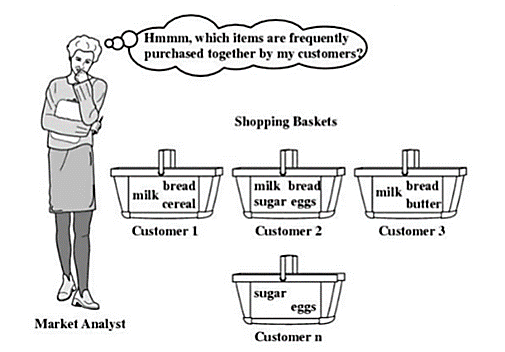 Hmmm, which items are frequently
purchased together by my customers?
Shopping Baskets
milk bread
cereal
Customer 1
milk bread
sugar eggs
Customer 2
milk bread
butter
Customer 3
sugar
eggs
Customer n
Market Analyst